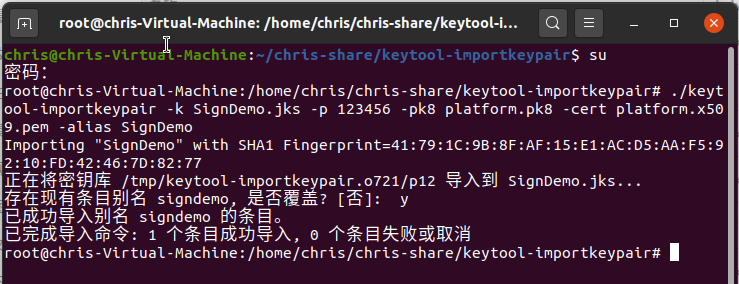 root@chris-Virtual-Machine: /home/chris/chris-share/keytool-i...
chris@chris-Virtual-Machine:~/chris-share/keytool-importkeypair$ su
密码：
root@chris-Virtual-Machine:/home/chris/chris-share/keytool-importkeypair# ./keyt
ool-importkeypair -k SignDemo.jks -p 123456 -pk8 platform.pk8 -cert platform.x50
9.pem -alias SignDemo
Importing "SignDemo" with SHA1 Fingerprint=41:79:1C:9B:8F:AF:15:E1:AC:D5:AA:F5:9
2:10:FD:42:46:7D:82:77
正在将密钥库 /tmp/keytool-importkeypair.o721/p12 导入到 SignDemo.jks...
存在现有条目别名 signdemo, 是否覆盖? [否]:  y
已成功导入别名 signdemo 的条目。
已完成导入命令: 1 个条目成功导入, 0 个条目失败或取消
root@chris-Virtual-Machine:/home/chris/chris-share/keytool-importkeypair#